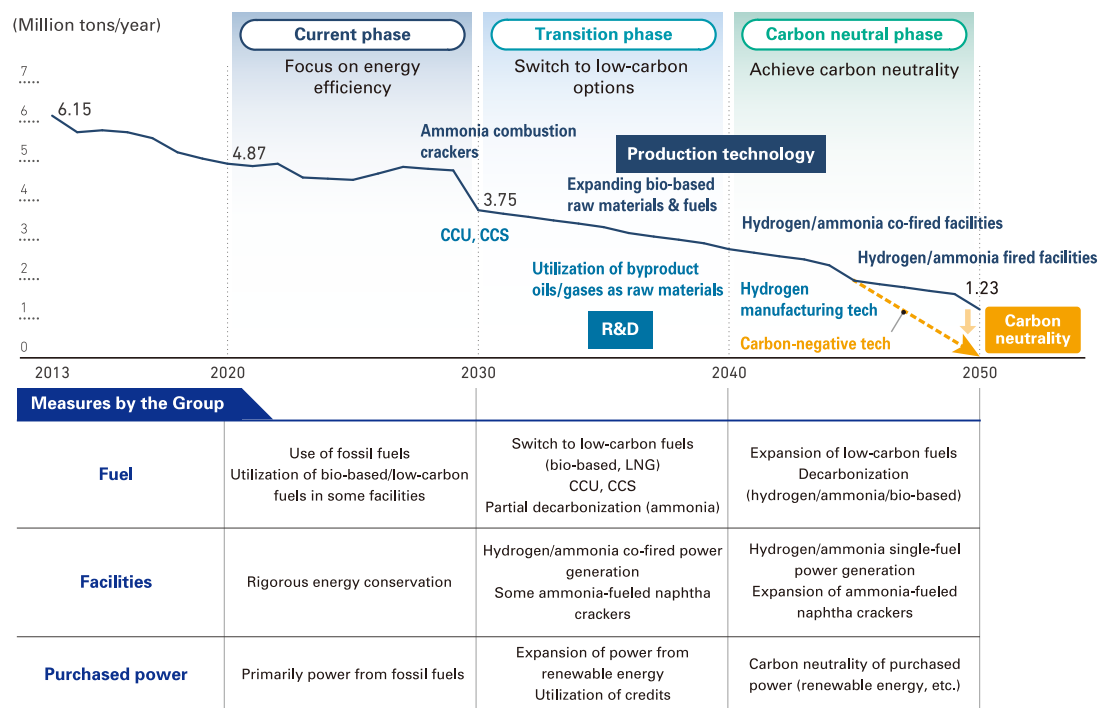 (Million tons/year)
Current phase
Focus on energy
efficiency
Transition phase
Switch to low-carbon
options
Carbon neutral phase
Achieve carbon neutrality
7
6
5
4
3
2
1
0
6.15
4.87
3.75
1.23
Ammonia combustion
crackers
Production technology
Expanding bio-based
raw materials & fuels
CCU, CCS
Hydrogen/ammonia co-fired facilities
Hydrogen/ammonia fired facilities
Utilization of byproduct
oils/gases as raw materials
R&D
Hydrogen
manufacturing tech
Carbon-negative tech
Carbon
neutrality
2013
2020
2030
2040
2050
Measures by the Group
Fuel
Use of fossil fuels
Utilization of bio-based/low-carbon
fuels in some facilities
Switch to low-carbon fuels
(bio-based, LNG)
CCU, CCS
Partial decarbonization (ammonia)
Expansion of low-carbon fuels
Decarbonization
(hydrogen/ammonia/bio-based)
Facilities
Rigorous energy conservation
Hydrogen/ammonia co-fired power
generation
Some ammonia-fueled naphtha
crackers
Hydrogen/ammonia single-fuel
power generation
Expansion of ammonia-fueled
naphtha crackers
Purchased power
Primarily power from fossil fuels
Expansion of power from
renewable energy
Utilization of credits
Carbon neutrality of purchased
power (renewable energy, etc.)